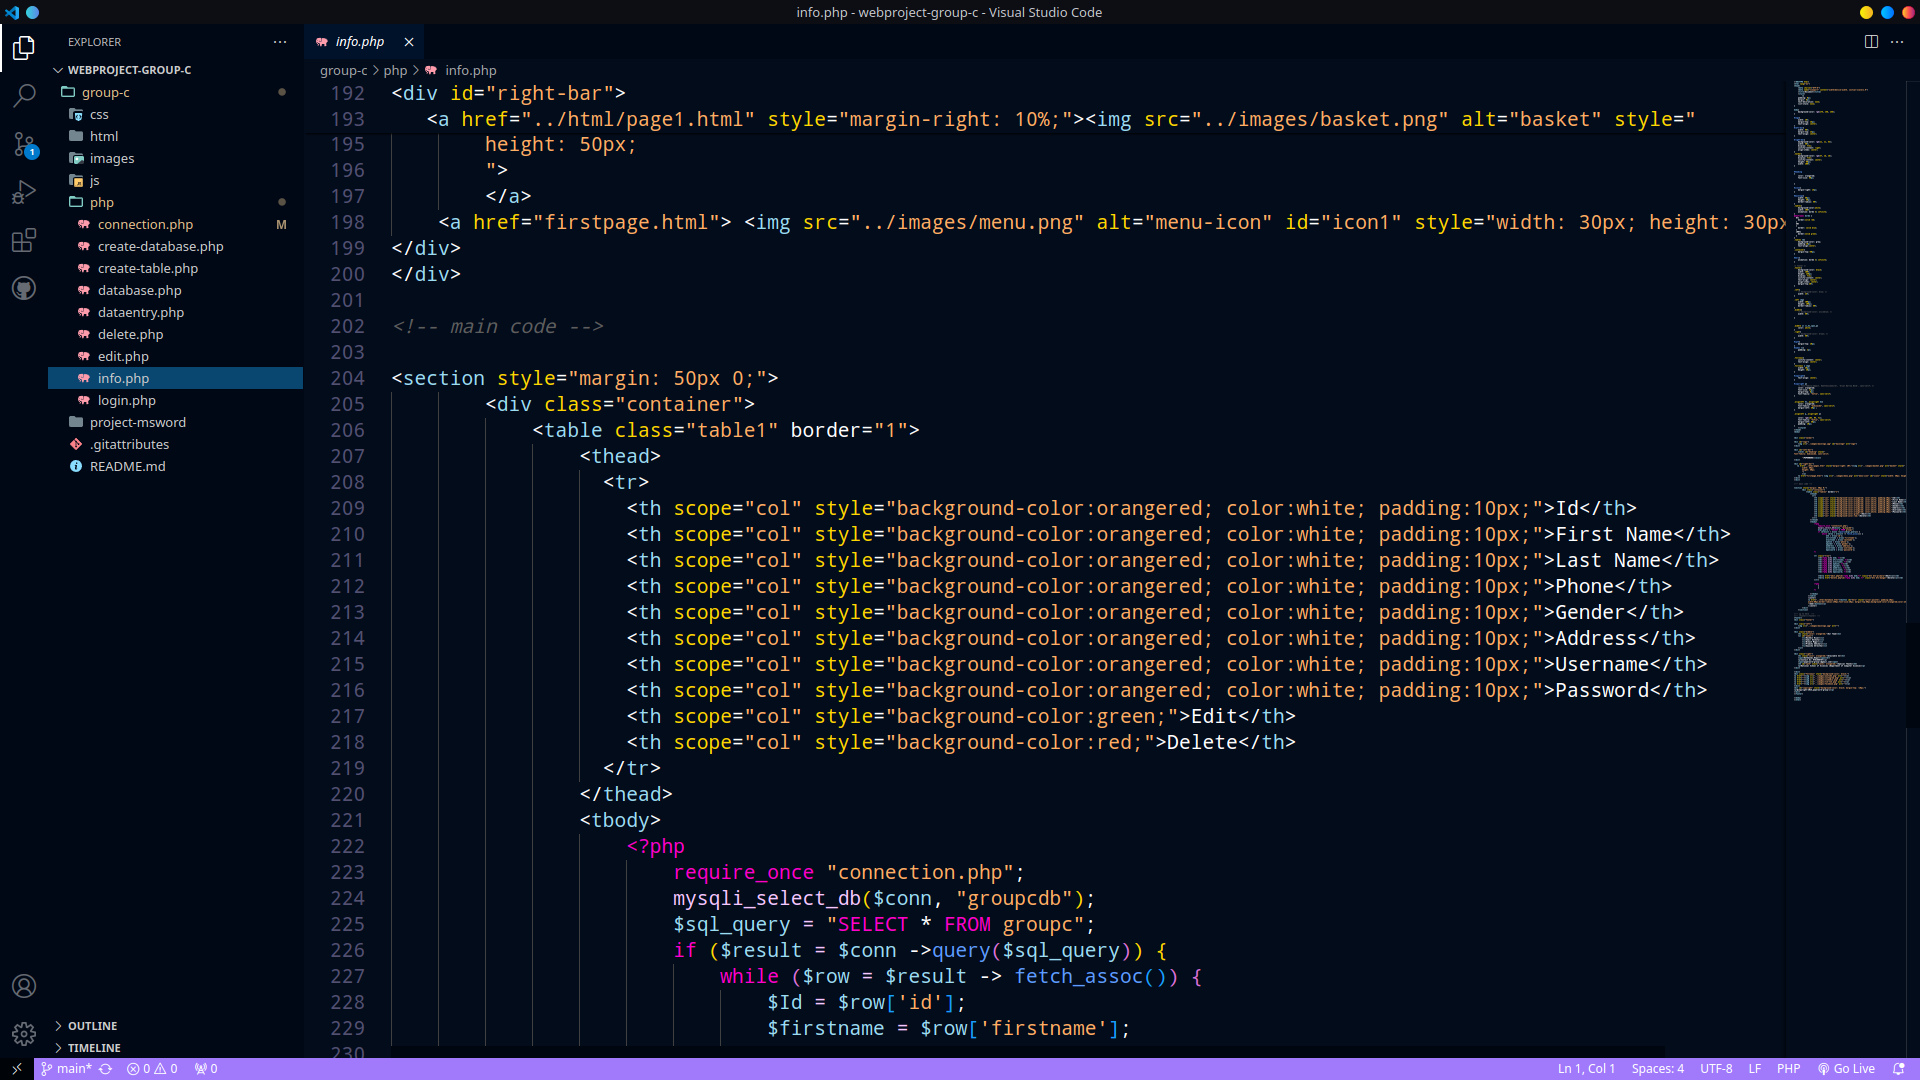 info.php - webproject-group-c - Visual Studio Code
EXPLORER
WEBPROJECT-GROUP-C
group-c
css
html
images
js
php
connection.php M
create-database.php
create-table.php
database.php
dataentry.php
delete.php
edit.php
info.php
login.php
project-msword
.gitattributes
README.md
OUTLINE
TIMELINE
1
info.php
group-c > php > info.php
192 <div id="right-bar">
193 <a href="../html/page1.html" style="margin-right: 10%;"><img src="../images/basket.png" alt="basket" style="
195 height: 50px;
196 ">
197 </a>
198 <a href="firstpage.html"> <img src="../images/menu.png" alt="menu-icon" id="icon1" style="width: 30px; height: 30px
199 </div>
200 </div>
201
202 <!-- main code -->
203
204 <section style="margin: 50px 0;">
205 <div class="container">
206 <table class="table1" border="1">
207 <thead>
208 <tr>
209 <th scope="col" style="background-color:orangered; color:white; padding:10px;">Id</th>
210 <th scope="col" style="background-color:orangered; color:white; padding:10px;">First Name</th>
211 <th scope="col" style="background-color:orangered; color:white; padding:10px;">Last Name</th>
212 <th scope="col" style="background-color:orangered; color:white; padding:10px;">Phone</th>
213 <th scope="col" style="background-color:orangered; color:white; padding:10px;">Gender</th>
214 <th scope="col" style="background-color:orangered; color:white; padding:10px;">Address</th>
215 <th scope="col" style="background-color:orangered; color:white; padding:10px;">Username</th>
216 <th scope="col" style="background-color:orangered; color:white; padding:10px;">Password</th>
217 <th scope="col" style="background-color:green;">Edit</th>
218 <th scope="col" style="background-color:red;">Delete</th>
219 </tr>
220 </thead>
221 <tbody>
222 <?php
223 require_once "connection.php";
224 mysqli_select_db($conn, "groupcdb");
225 $sql_query = "SELECT * FROM groupc";
226 if ($result = $conn ->query($sql_query)) {
227 while ($row = $result -> fetch_assoc()) {
228 $Id = $row['id'];
229 $firstname = $row['firstname'];
230
main* 0 0 0
Ln 1, Col 1 Spaces: 4 UTF-8 LF PHP Go Live